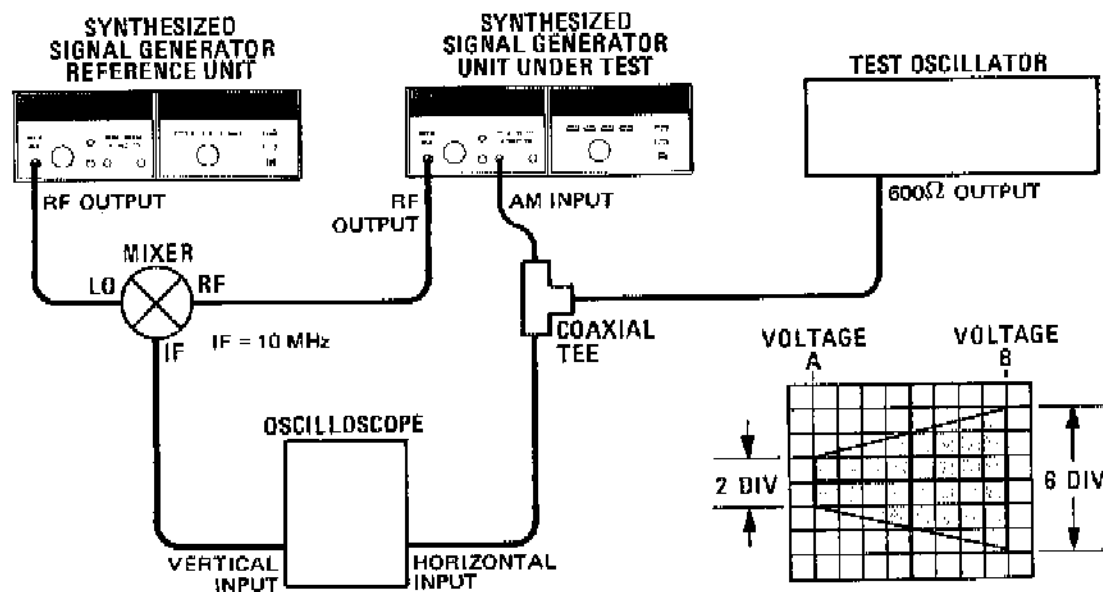 SYNTHESIZED
SIGNAL GENERATOR
REFERENCE UNIT
SYNTHESIZED
SIGNAL GENERATOR
UNIT UNDER TEST
TEST OSCILLATOR
RF OUTPUT
RF
OUTPUT
AM INPUT
600Ω OUTPUT
MIXER
LO
RF
IF
IF = 10 MHz
COAXIAL
TEE
OSCILLOSCOPE
VERTICAL
INPUT
HORIZONTAL
INPUT
VOLTAGE
A
VOLTAGE
B
2 DIV
6 DIV